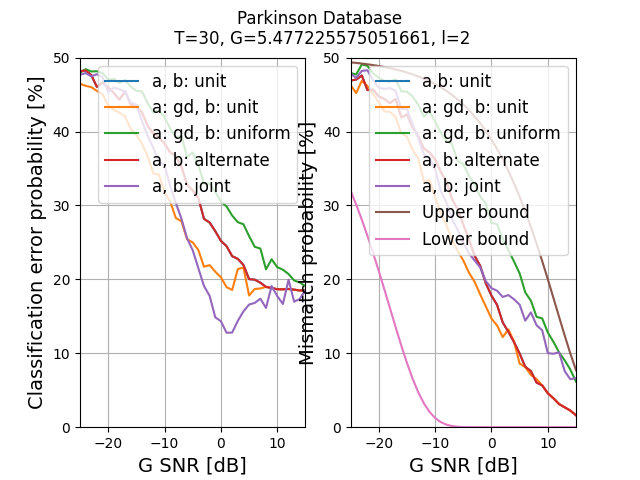 Parkinson Database
T=30, G=5.477225575051661, l=2
Classification error probability [%]
50
40
30
20
10
0
−20
−10
0
10
G SNR [dB]
a, b: unit
a: gd, b: unit
a: gd, b: uniform
a, b: alternate
a, b: joint
Mismatch probability [%]
50
40
30
20
10
0
−20
−10
0
10
G SNR [dB]
a,b: unit
a: gd, b: unit
a: gd, b: uniform
a, b: alternate
a, b: joint
Upper bound
Lower bound